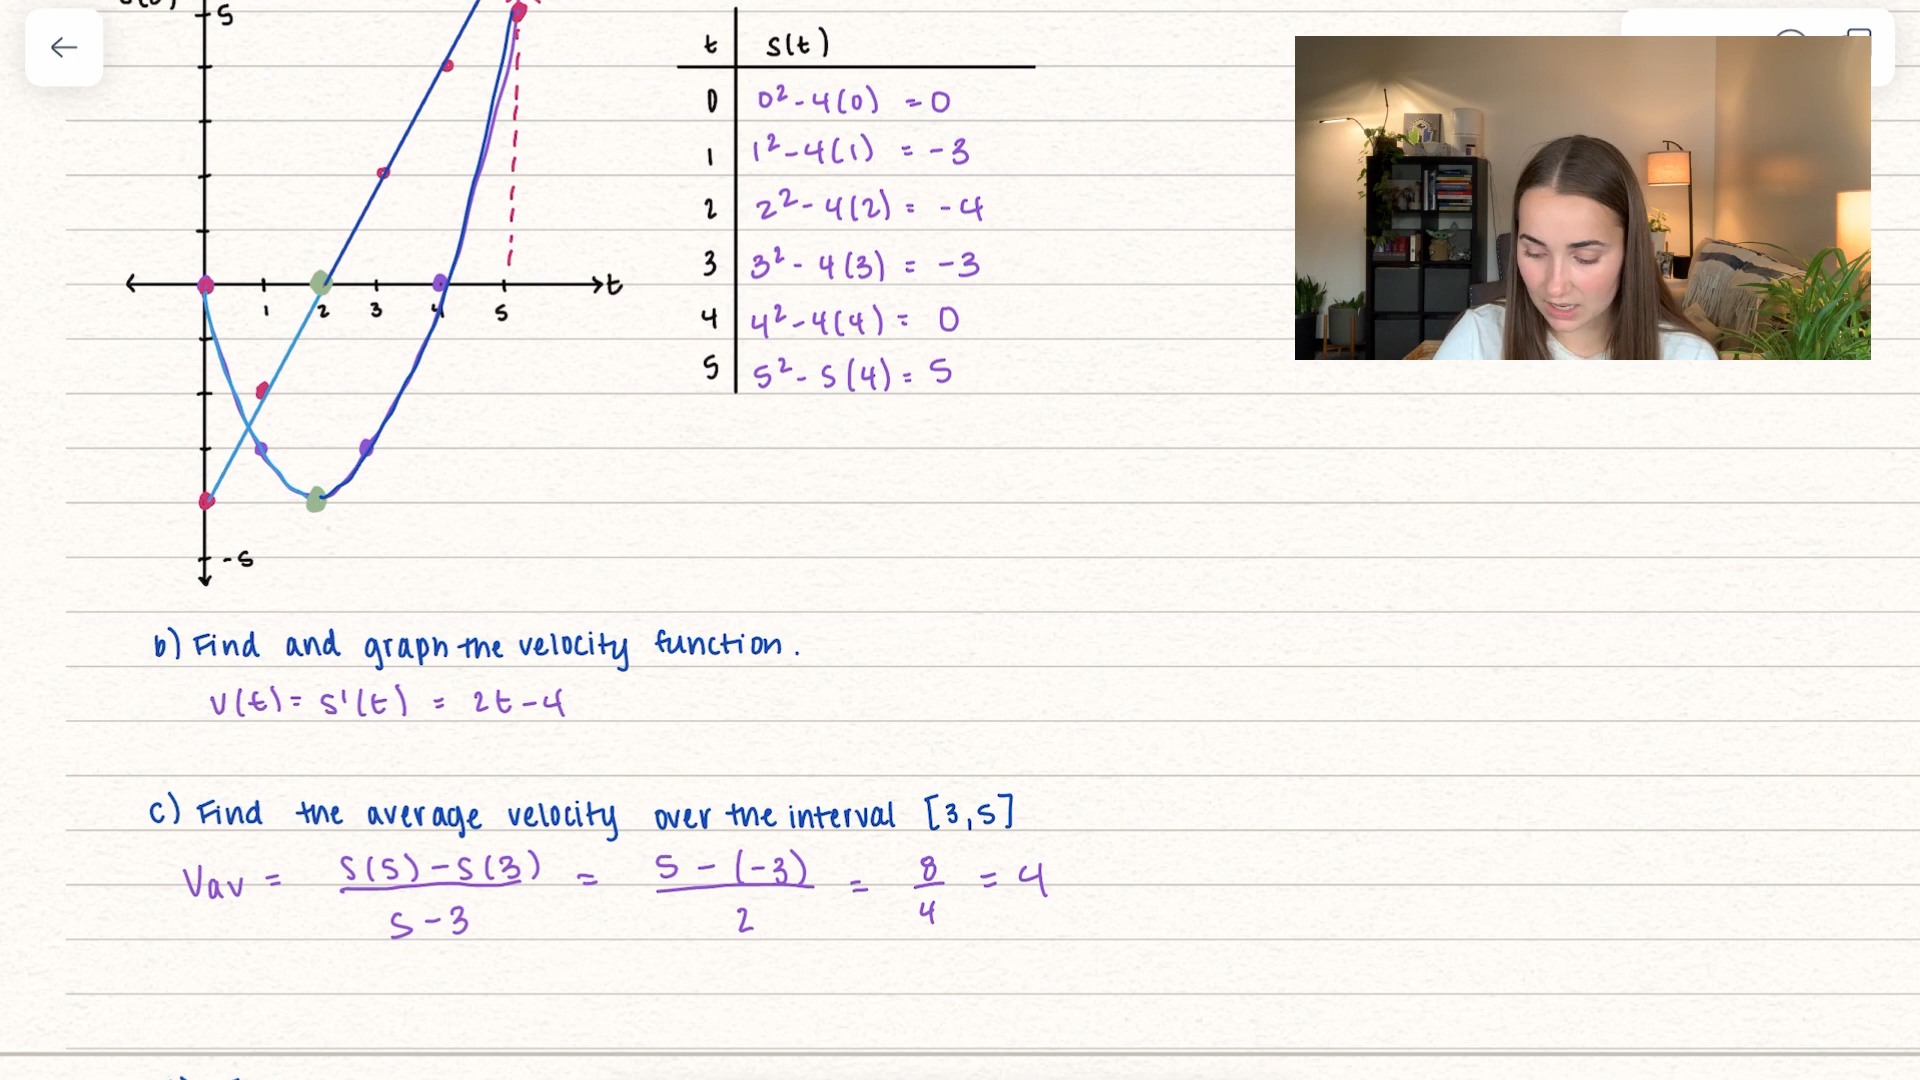 5
t s(t)
0 0²-4(0) = 0
1 1²-4(1) = -3
2 2²-4(2) = -4
3 3²-4(3) = -3
4 4²-4(4) = 0
5 5²-5(4) = 5
t
1 2 3 4 5
-5
b) Find and graph the velocity function.
v(t) = s'(t) = 2t-4
c) Find the average velocity over the interval [3,5]
Vav = s(5)-s(3) / 5-3 = 5-(-3) / 2 = 8/4 = 4